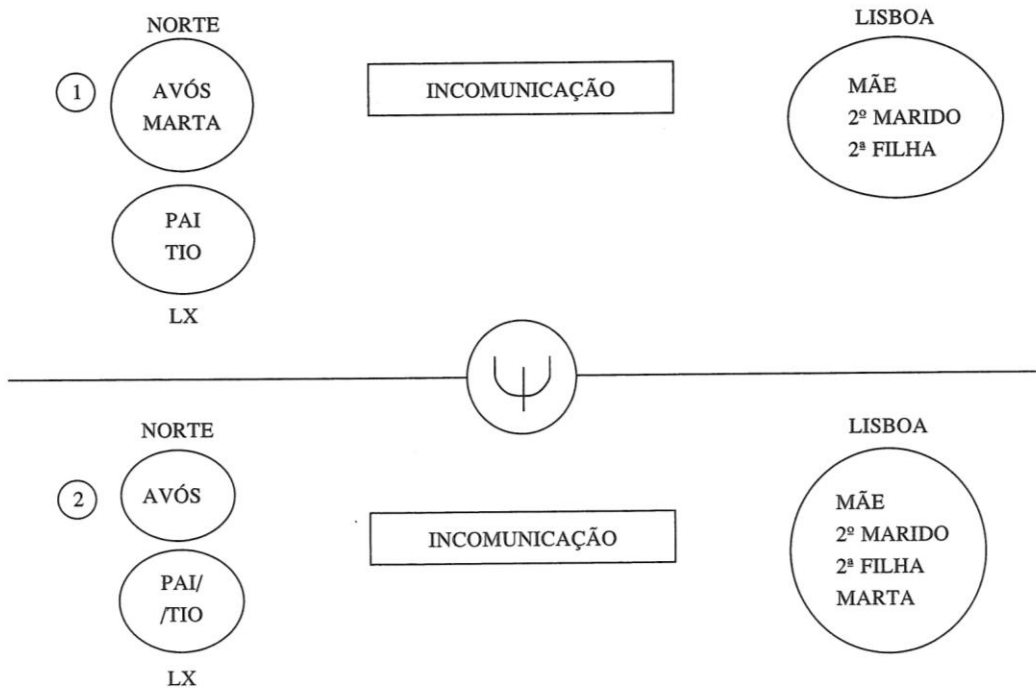 NORTE
LISBOA
1
AVÓS
MARTA
INCOMUNICAÇÃO
MÃE
2º MARIDO
2ª FILHA
PAI
TIO
LX
Ψ
NORTE
LISBOA
2
AVÓS
INCOMUNICAÇÃO
MÃE
2º MARIDO
2ª FILHA
MARTA
PAI/
/TIO
LX